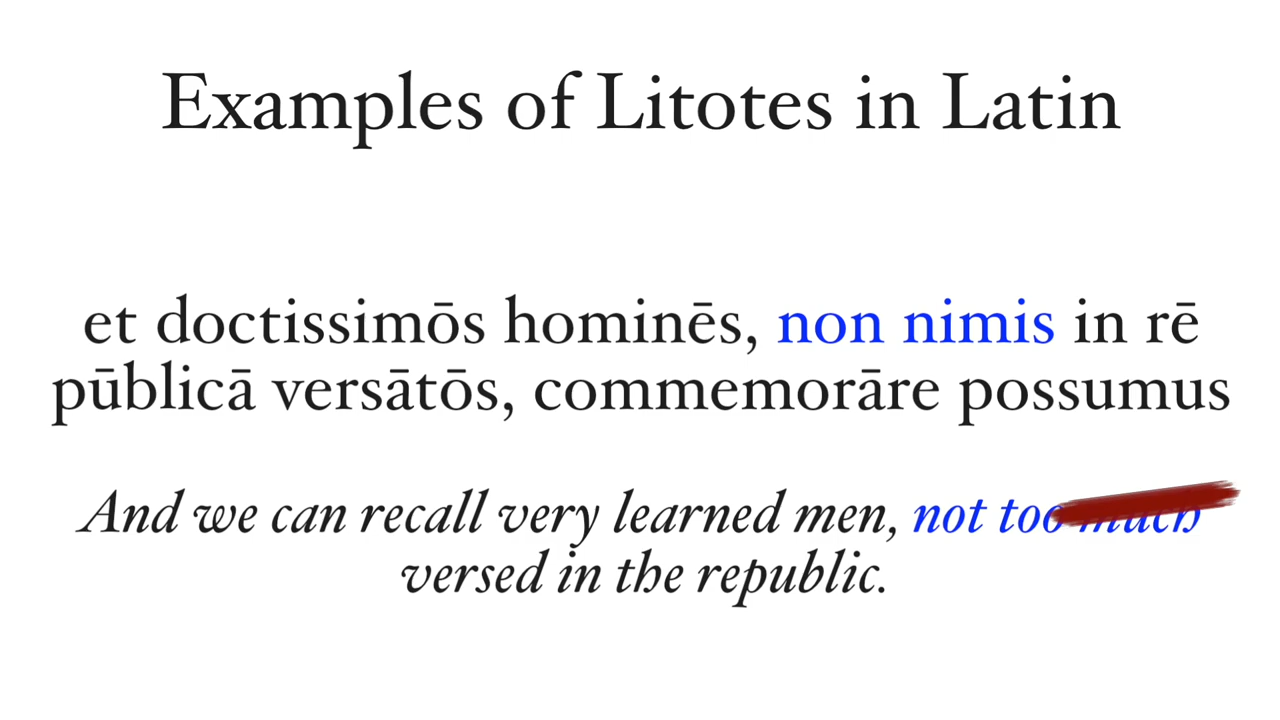 Examples of Litotes in Latin
et doctissimōs hominēs, non nimis in rē
pūblicā versātōs, commemorāre possumus
And we can recall very learned men, not too much
versed in the republic.